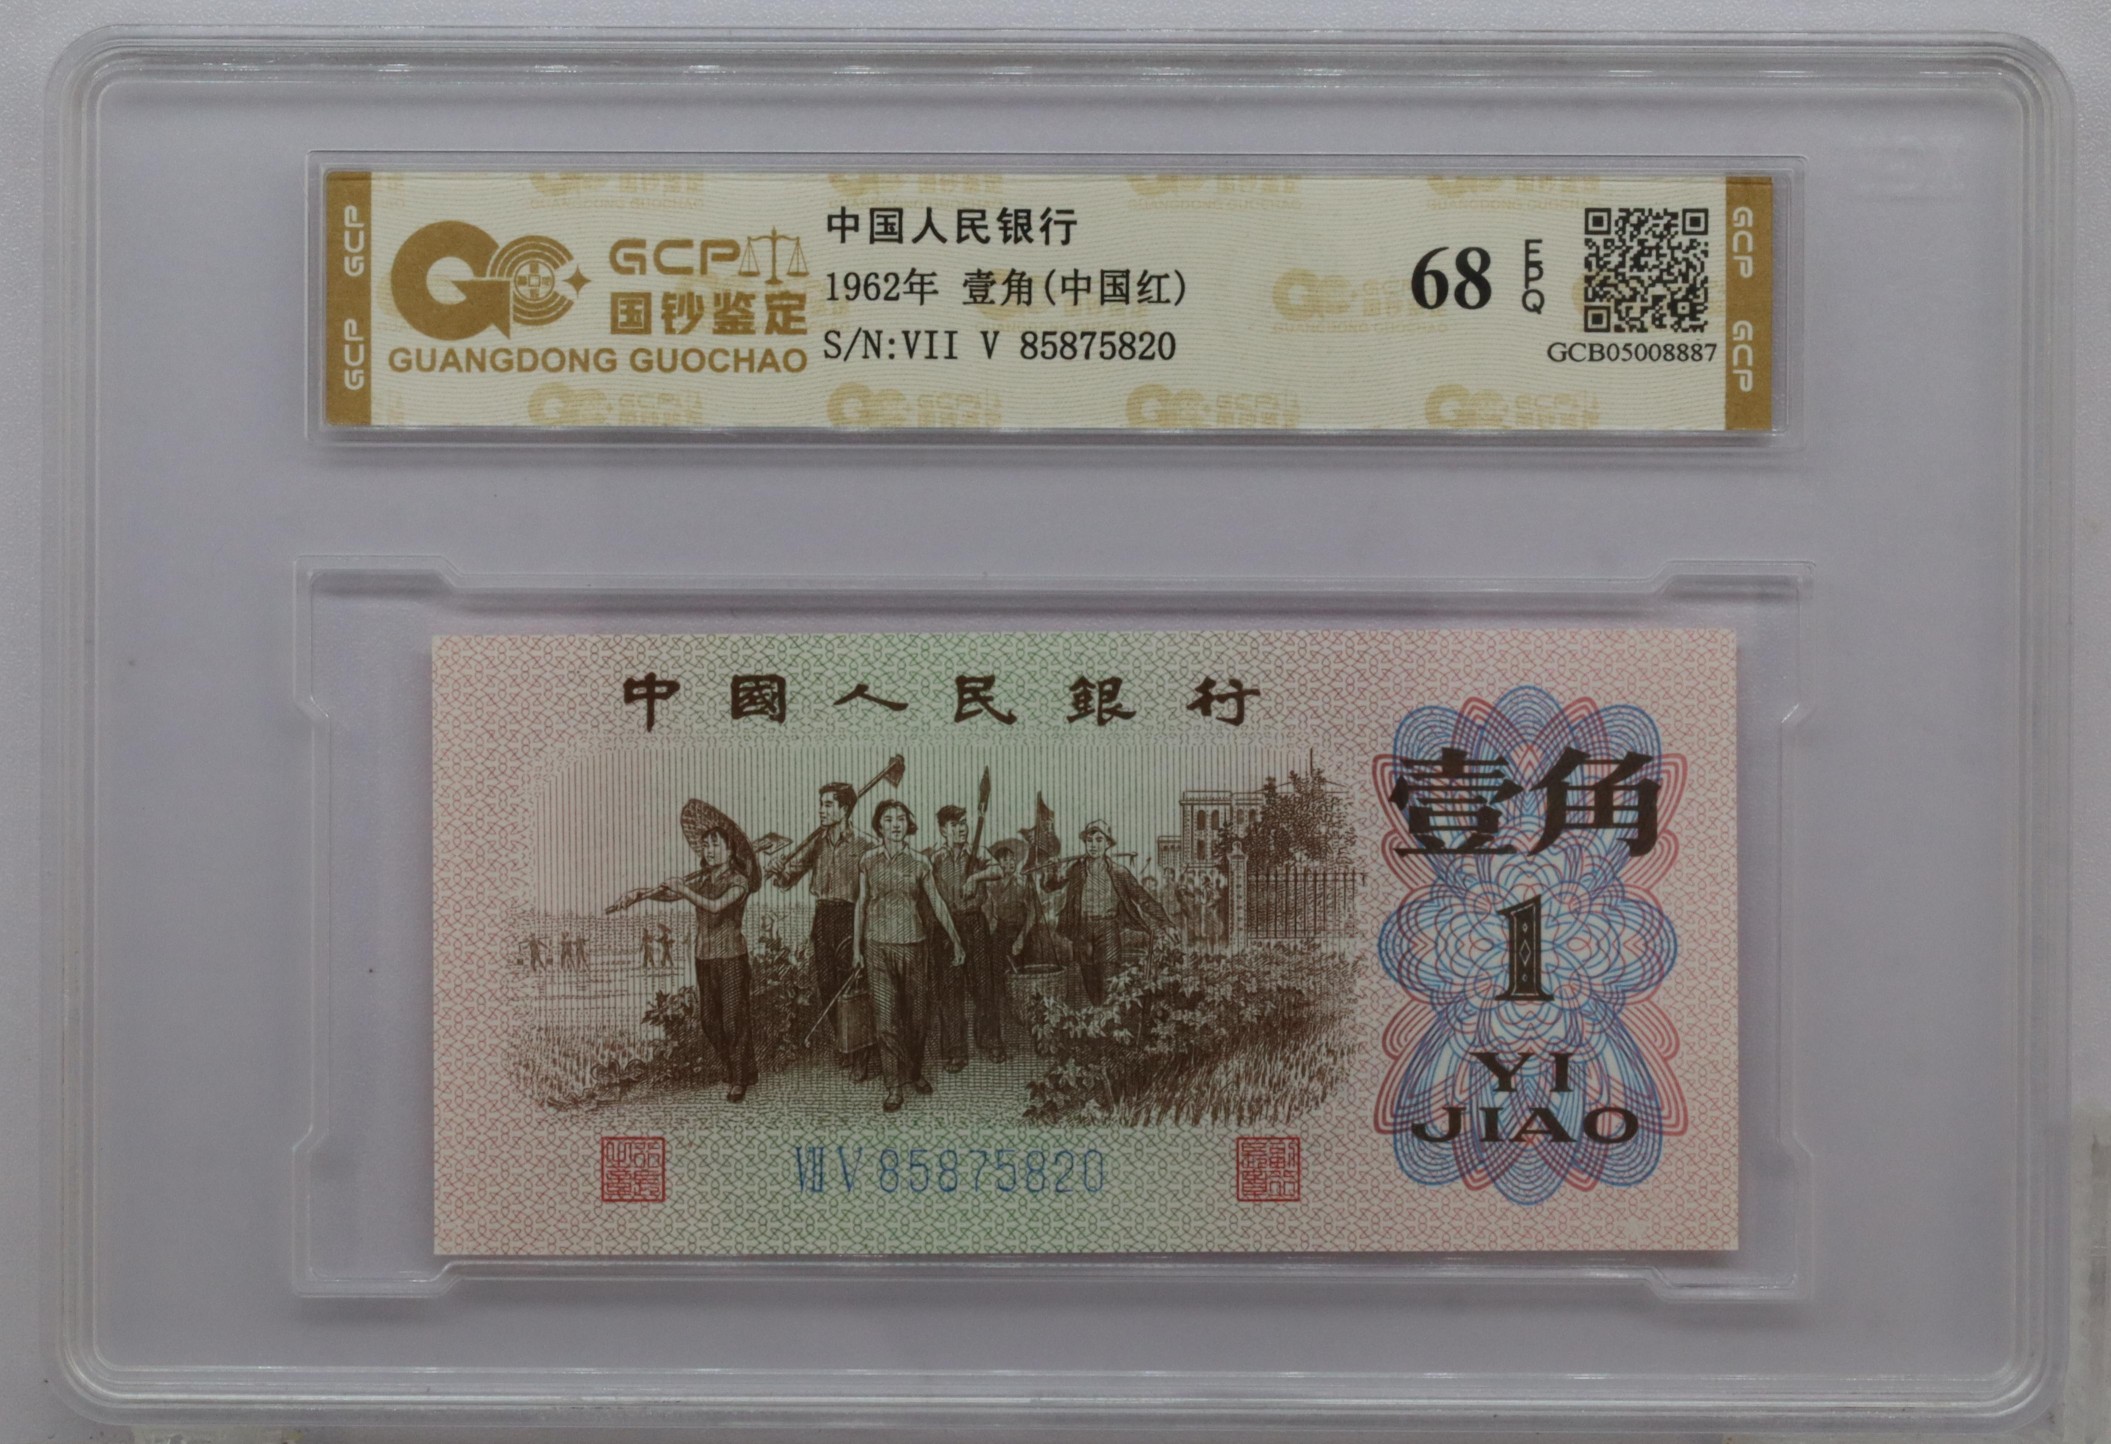 GCP
GCP
GCP
国钞鉴定
GUANGDONG GUOCHAO
中国人民银行
1962年 壹角(中国红)
S/N:VII V 85875820
68
EPQ
GCB05008887
GCP
GCP
中國人民銀行
壹角
1
YI
JIAO
VII V 85875820